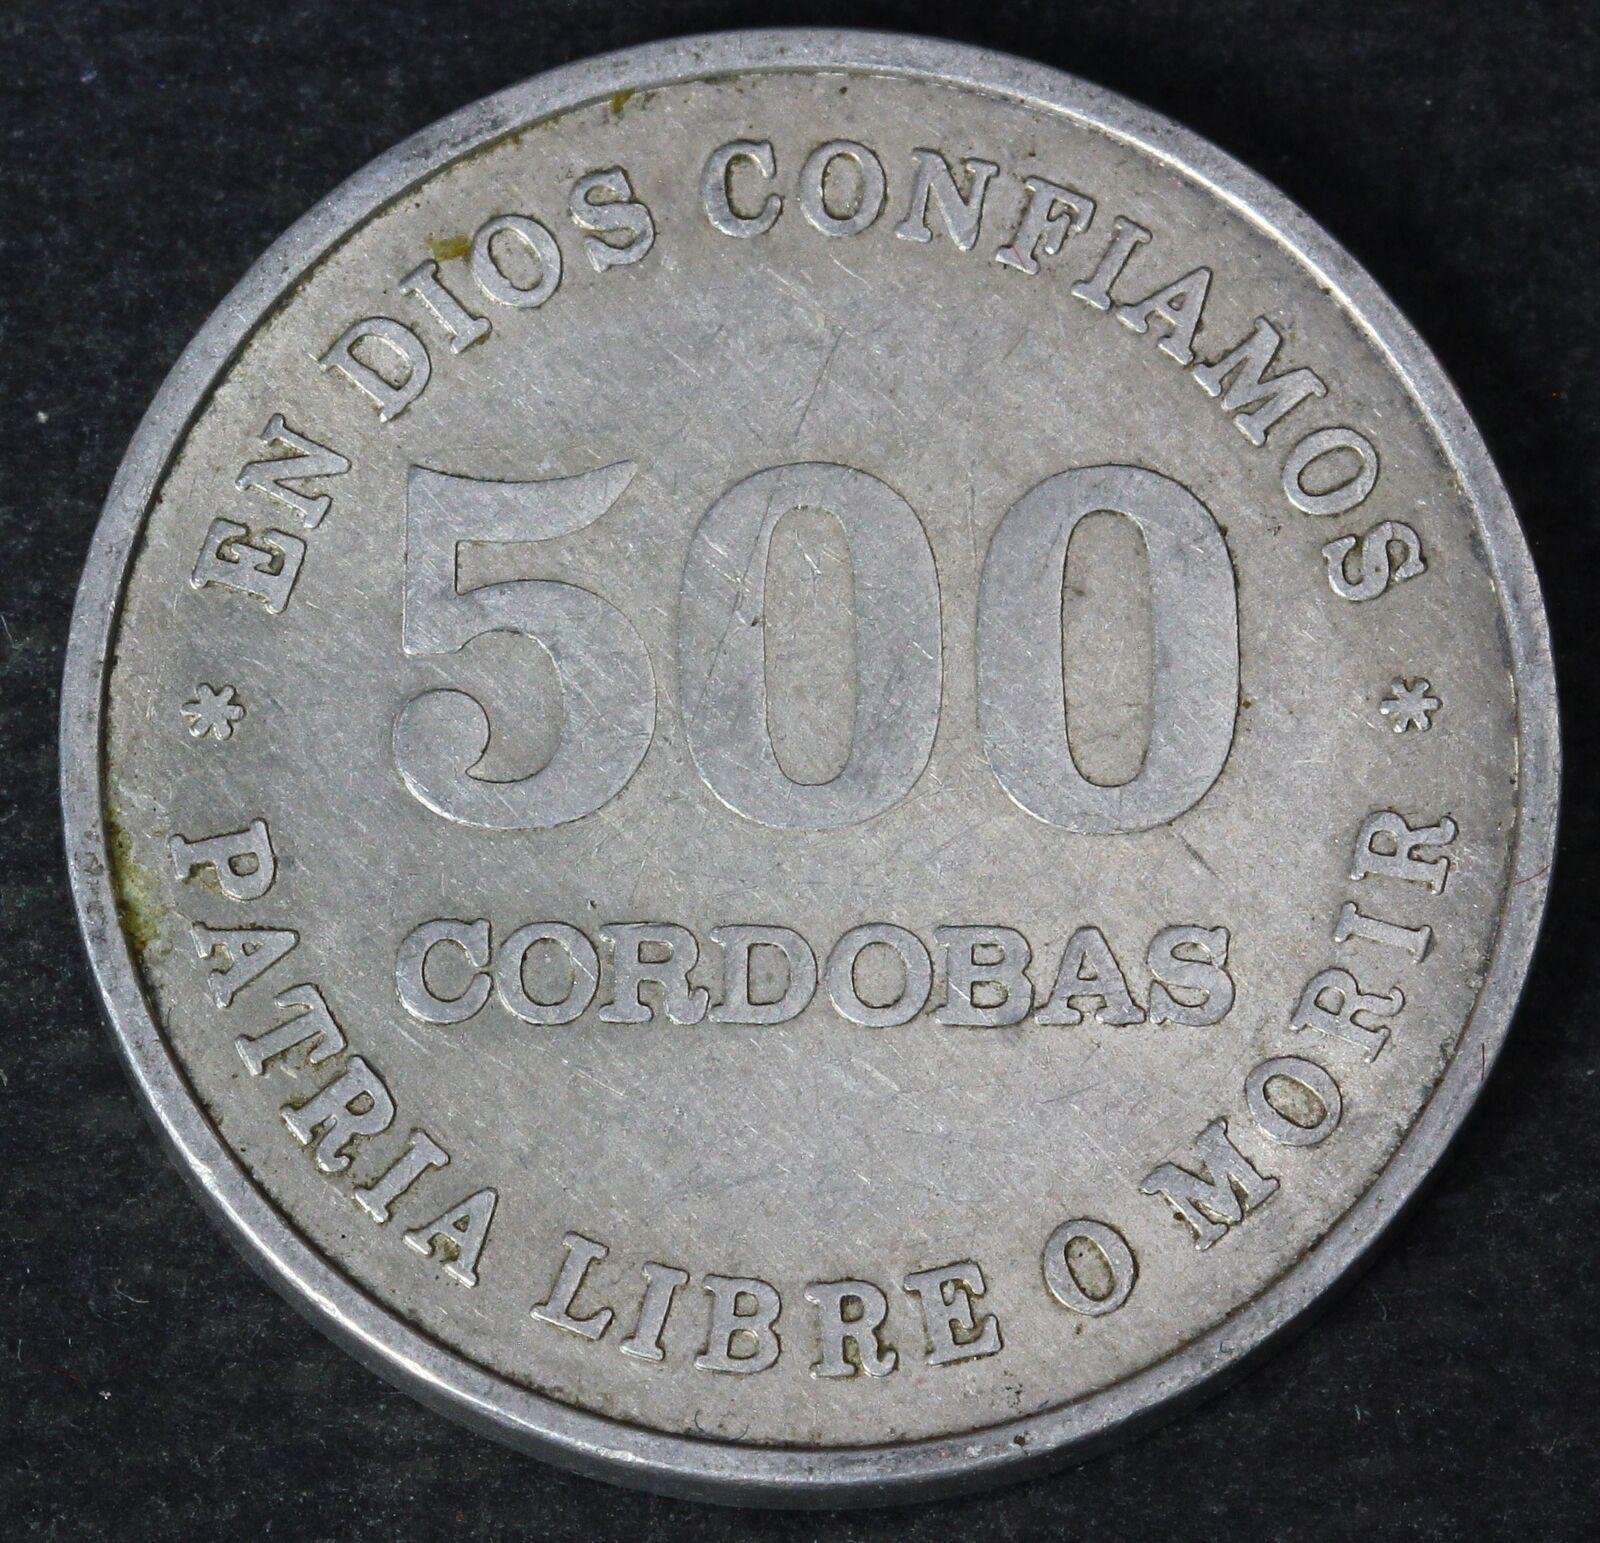 EN DIOS CONFIAMOS
500
CORDOBAS
* PATRIA LIBRE O MORIR *